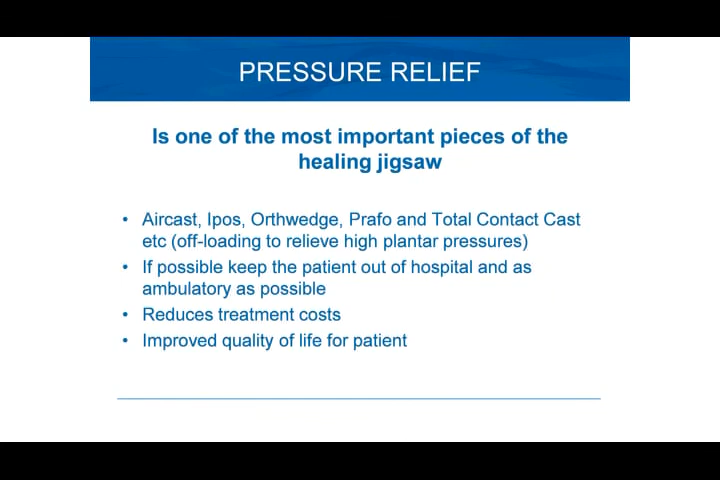 PRESSURE RELIEF
Is one of the most important pieces of the
healing jigsaw
• Aircast, Ipos, Orthwedge, Prafo and Total Contact Cast
etc (off-loading to relieve high plantar pressures)
• If possible keep the patient out of hospital and as
ambulatory as possible
• Reduces treatment costs
• Improved quality of life for patient